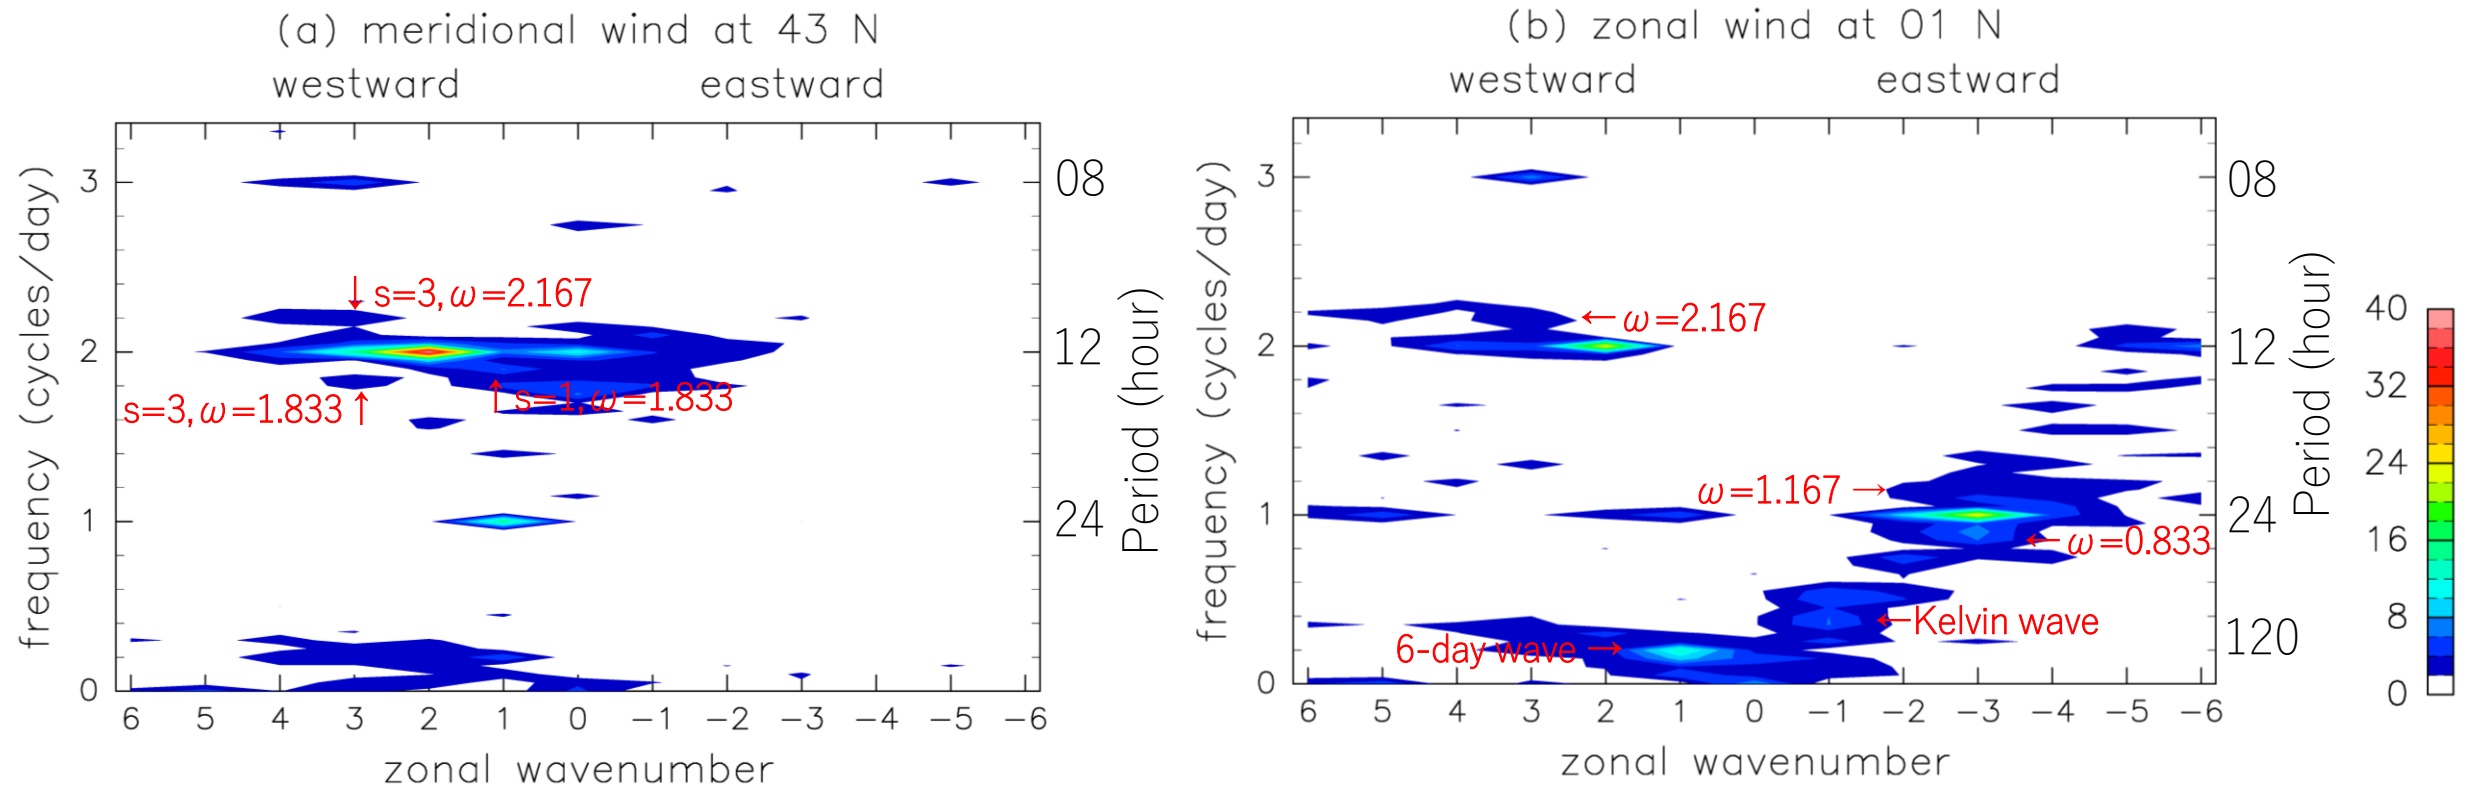 (a) meridional wind at 43 N
westward eastward
frequency (cycles/day)
3
2
1
0
08
12
24
Period (hour)
s=3, ω=2.167
s=3, ω=1.833
s=1, ω=1.833
6 5 4 3 2 1 0 −1 −2 −3 −4 −5 −6
zonal wavenumber
(b) zonal wind at 01 N
westward eastward
frequency (cycles/day)
3
2
1
0
08
12
24
120
Period (hour)
ω=2.167
ω=1.167
ω=0.833
Kelvin wave
6-day wave
6 5 4 3 2 1 0 −1 −2 −3 −4 −5 −6
zonal wavenumber
40
32
24
16
8
0